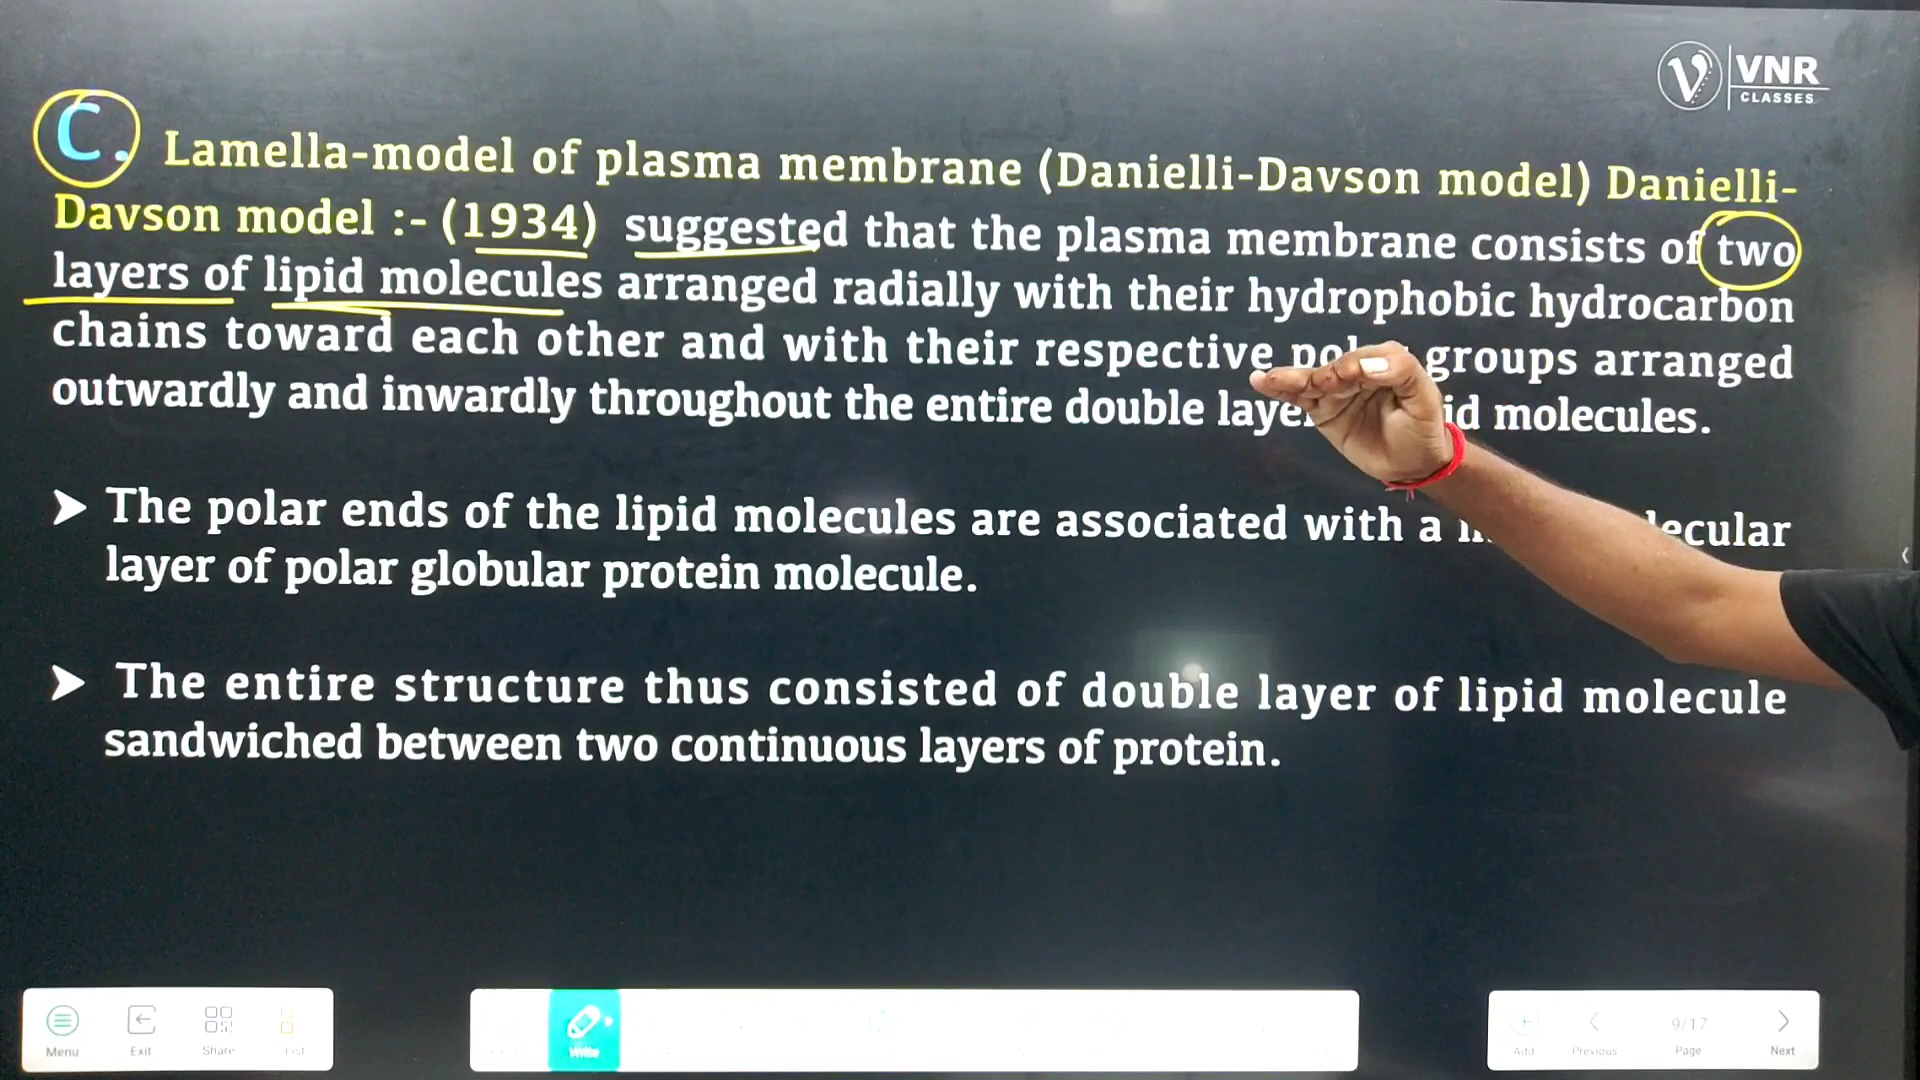 VNR
CLASSES
C. Lamella-model of plasma membrane (Danielli-Davson model) Danielli-
Davson model :- (1934) suggested that the plasma membrane consists of two
layers of lipid molecules arranged radially with their hydrophobic hydrocarbon
chains toward each other and with their respective groups arranged
outwardly and inwardly throughout the entire double molecules.
➤ The polar ends of the lipid molecules are associated with a
layer of polar globular protein molecule.
➤ The entire structure thus consisted of double layer of lipid molecule
sandwiched between two continuous layers of protein.
Menu Exit Share List Write Add Previous 9/17 Page Next